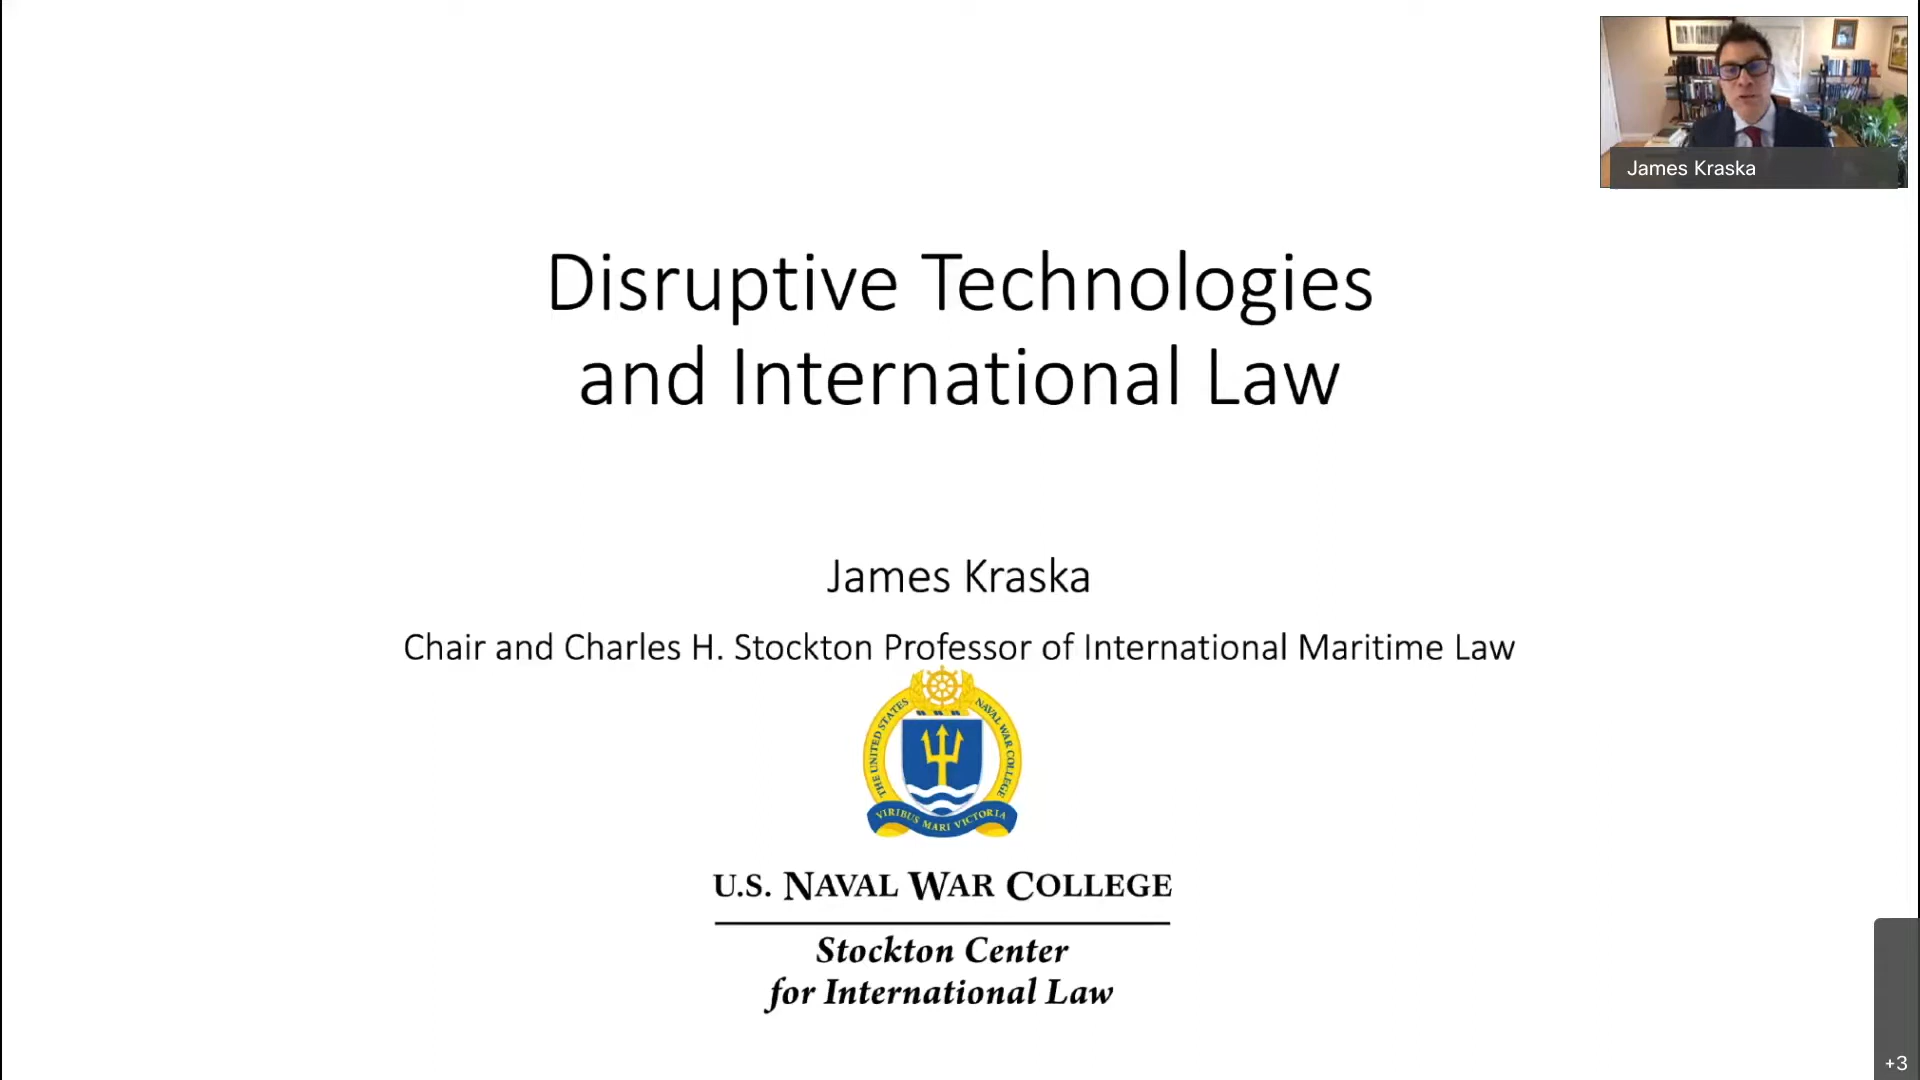 James Kraska
Disruptive Technologies
and International Law
James Kraska
Chair and Charles H. Stockton Professor of International Maritime Law
THE UNITED STATES NAVAL WAR COLLEGE
VIRIBUS MARI VICTORIA
U.S. NAVAL WAR COLLEGE
Stockton Center
for International Law
+3